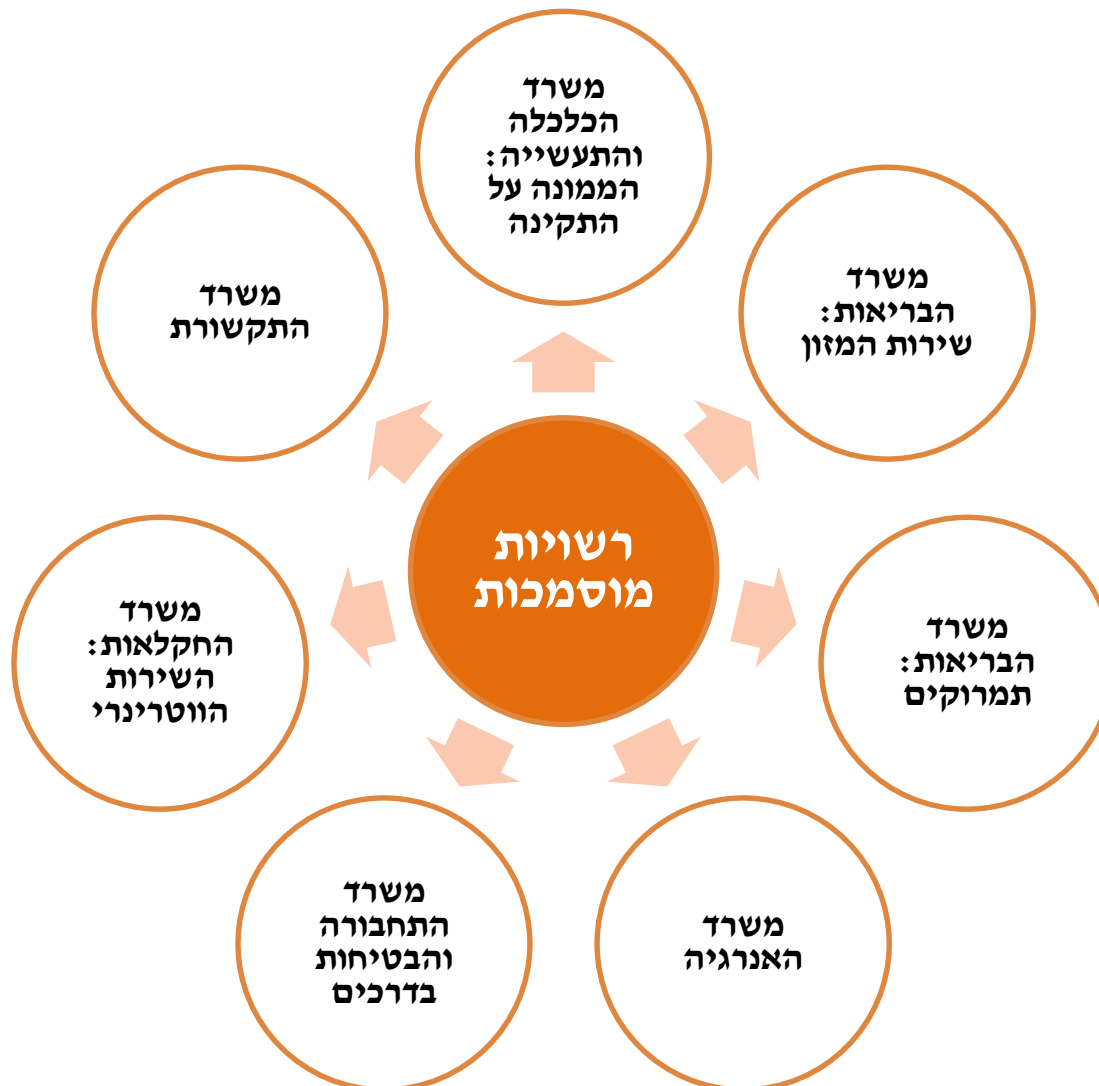 רשויות
מוסמכות
משרד
הכלכלה
והתעשייה:
הממונה על
התקינה
משרד
הבריאות:
שירות המזון
משרד
הבריאות:
תמרוקים
משרד
האנרגיה
משרד
התחבורה
והבטיחות
בדרכים
משרד
החקלאות:
השירות
הווטרינרי
משרד
התקשורת